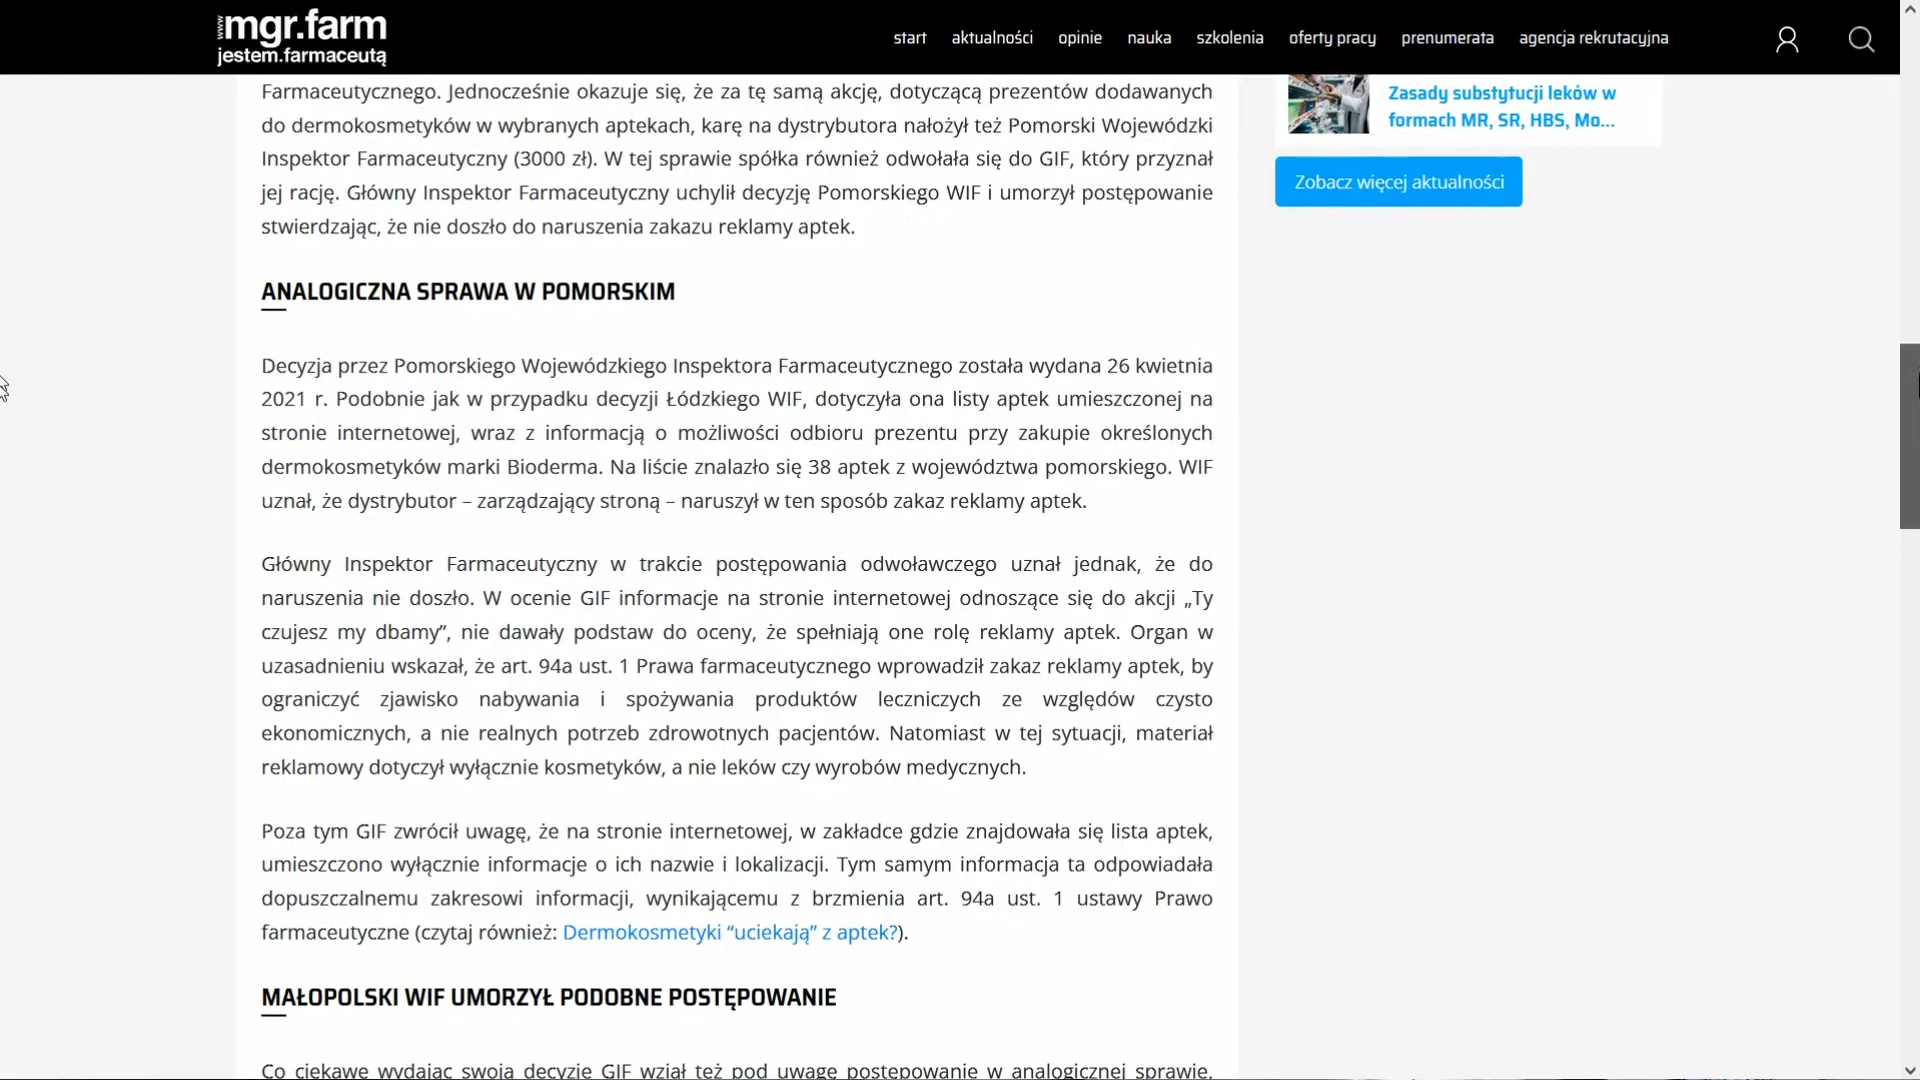 www.mgr.farm
jestem.farmaceutą
start aktualności opinie nauka szkolenia oferty pracy prenumerata agencja rekrutacyjna
Farmaceutycznego. Jednocześnie okazuje się, że za tę samą akcję, dotyczącą prezentów dodawanych
do dermokosmetyków w wybranych aptekach, karę na dystrybutora nałożył też Pomorski Wojewódzki
Inspektor Farmaceutyczny (3000 zł). W tej sprawie spółka również odwołała się do GIF, który przyznał
jej rację. Główny Inspektor Farmaceutyczny uchylił decyzję Pomorskiego WIF i umorzył postępowanie
stwierdzając, że nie doszło do naruszenia zakazu reklamy aptek.
ANALOGICZNA SPRAWA W POMORSKIM
Decyzja przez Pomorskiego Wojewódzkiego Inspektora Farmaceutycznego została wydana 26 kwietnia
2021 r. Podobnie jak w przypadku decyzji Łódzkiego WIF, dotyczyła ona listy aptek umieszczonej na
stronie internetowej, wraz z informacją o możliwości odbioru prezentu przy zakupie określonych
dermokosmetyków marki Bioderma. Na liście znalazło się 38 aptek z województwa pomorskiego. WIF
uznał, że dystrybutor – zarządzający stroną – naruszył w ten sposób zakaz reklamy aptek.
Główny Inspektor Farmaceutyczny w trakcie postępowania odwoławczego uznał jednak, że do
naruszenia nie doszło. W ocenie GIF informacje na stronie internetowej odnoszące się do akcji „Ty
czujesz my dbamy”, nie dawały podstaw do oceny, że spełniają one rolę reklamy aptek. Organ w
uzasadnieniu wskazał, że art. 94a ust. 1 Prawa farmaceutycznego wprowadził zakaz reklamy aptek, by
ograniczyć zjawisko nabywania i spożywania produktów leczniczych ze względów czysto
ekonomicznych, a nie realnych potrzeb zdrowotnych pacjentów. Natomiast w tej sytuacji, materiał
reklamowy dotyczył wyłącznie kosmetyków, a nie leków czy wyrobów medycznych.
Poza tym GIF zwrócił uwagę, że na stronie internetowej, w zakładce gdzie znajdowała się lista aptek,
umieszczono wyłącznie informacje o ich nazwie i lokalizacji. Tym samym informacja ta odpowiadała
dopuszczalnemu zakresowi informacji, wynikającemu z brzmienia art. 94a ust. 1 ustawy Prawo
farmaceutyczne (czytaj również: Dermokosmetyki “uciekają” z aptek?).
MAŁOPOLSKI WIF UMORZYŁ PODOBNE POSTĘPOWANIE
Co ciekawe wydając swoją decyzję GIF wziął też pod uwagę postępowanie w analogicznej sprawie,
Zasady substytucji leków w
formach MR, SR, HBS, Mo...
Zobacz więcej aktualności